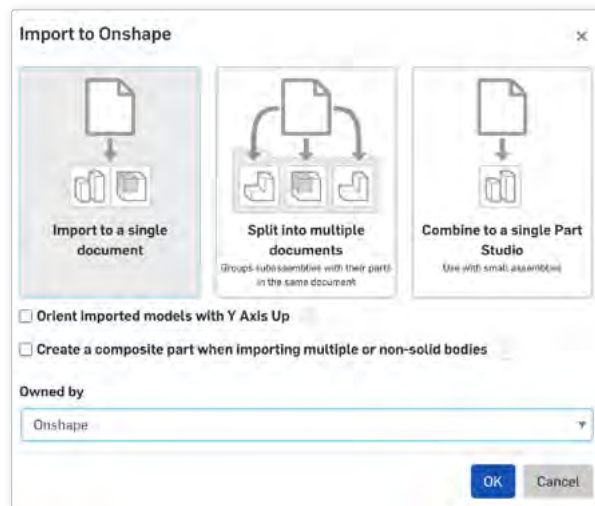 Import to Onshape
Import to a single
document
Split into multiple
documents
Groups subassemblies with their parts
in the same document
Combine to a single Part
Studio
Use with small assemblies
Orient imported models with Y Axis Up
Create a composite part when importing multiple or non-solid bodies
Owned by
Onshape
OK Cancel